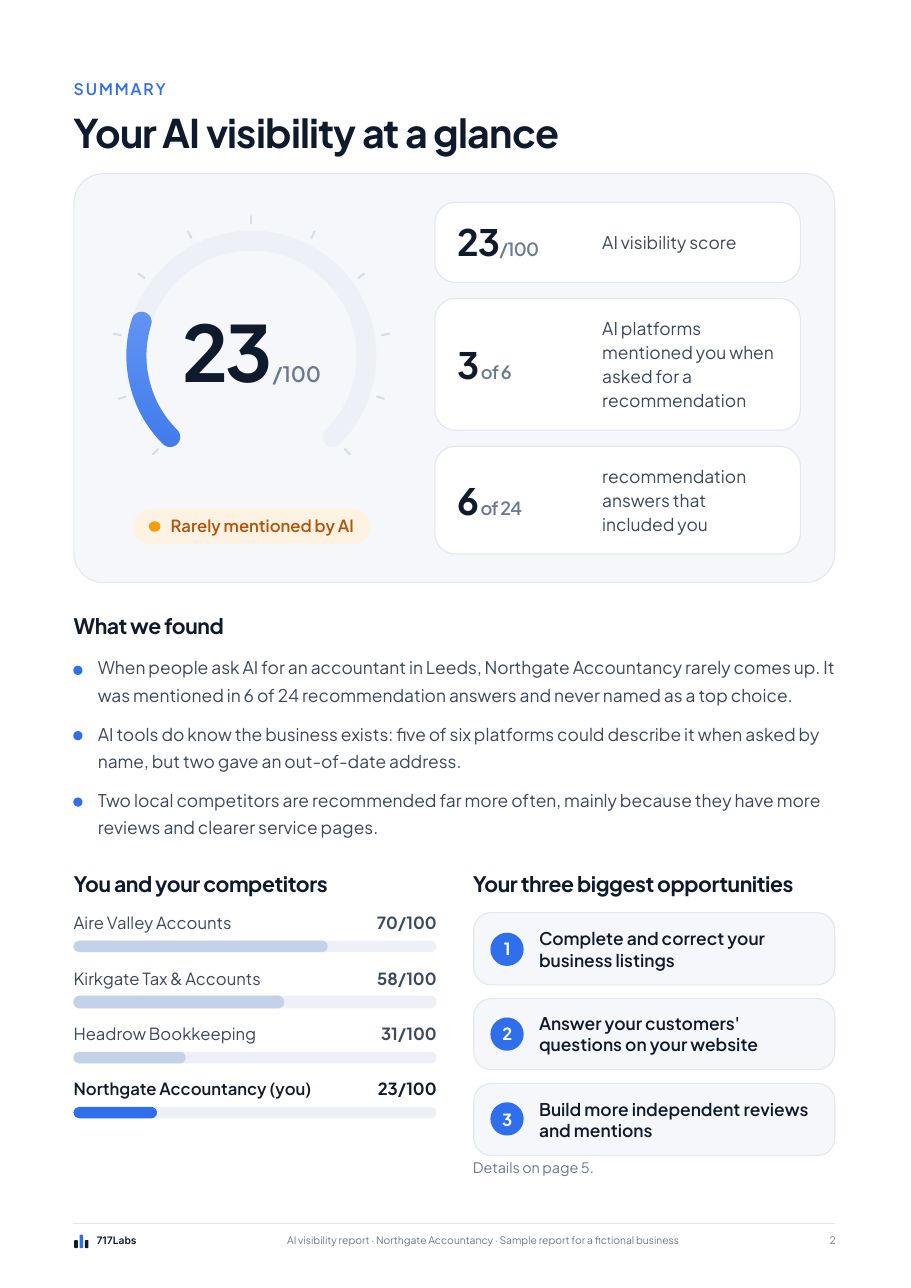 SUMMARY
Your AI visibility at a glance
23/100
Rarely mentioned by AI
23/100
AI visibility score
3 of 6
AI platforms
mentioned you when
asked for a
recommendation
6 of 24
recommendation
answers that
included you
What we found
When people ask AI for an accountant in Leeds, Northgate Accountancy rarely comes up. It
was mentioned in 6 of 24 recommendation answers and never named as a top choice.
AI tools do know the business exists: five of six platforms could describe it when asked by
name, but two gave an out-of-date address.
Two local competitors are recommended far more often, mainly because they have more
reviews and clearer service pages.
You and your competitors
Aire Valley Accounts 70/100
Kirkgate Tax & Accounts 58/100
Headrow Bookkeeping 31/100
Northgate Accountancy (you) 23/100
Your three biggest opportunities
1
Complete and correct your
business listings
2
Answer your customers'
questions on your website
3
Build more independent reviews
and mentions
Details on page 5.
717Labs
AI visibility report · Northgate Accountancy · Sample report for a fictional business
2